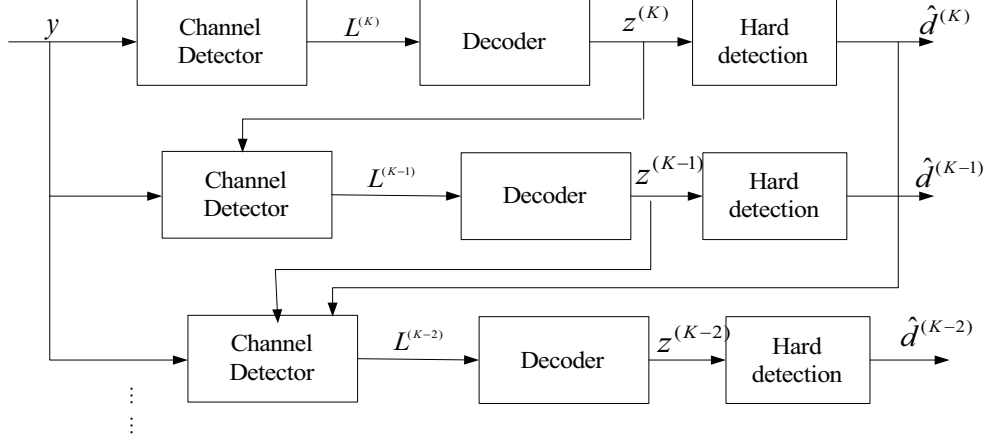 y
Channel
Detector
L^(K)
Decoder
z^(K)
Hard
detection
d̂^(K)
Channel
Detector
L^(K−1)
Decoder
z^(K−1)
Hard
detection
d̂^(K−1)
Channel
Detector
L^(K−2)
Decoder
z^(K−2)
Hard
detection
d̂^(K−2)